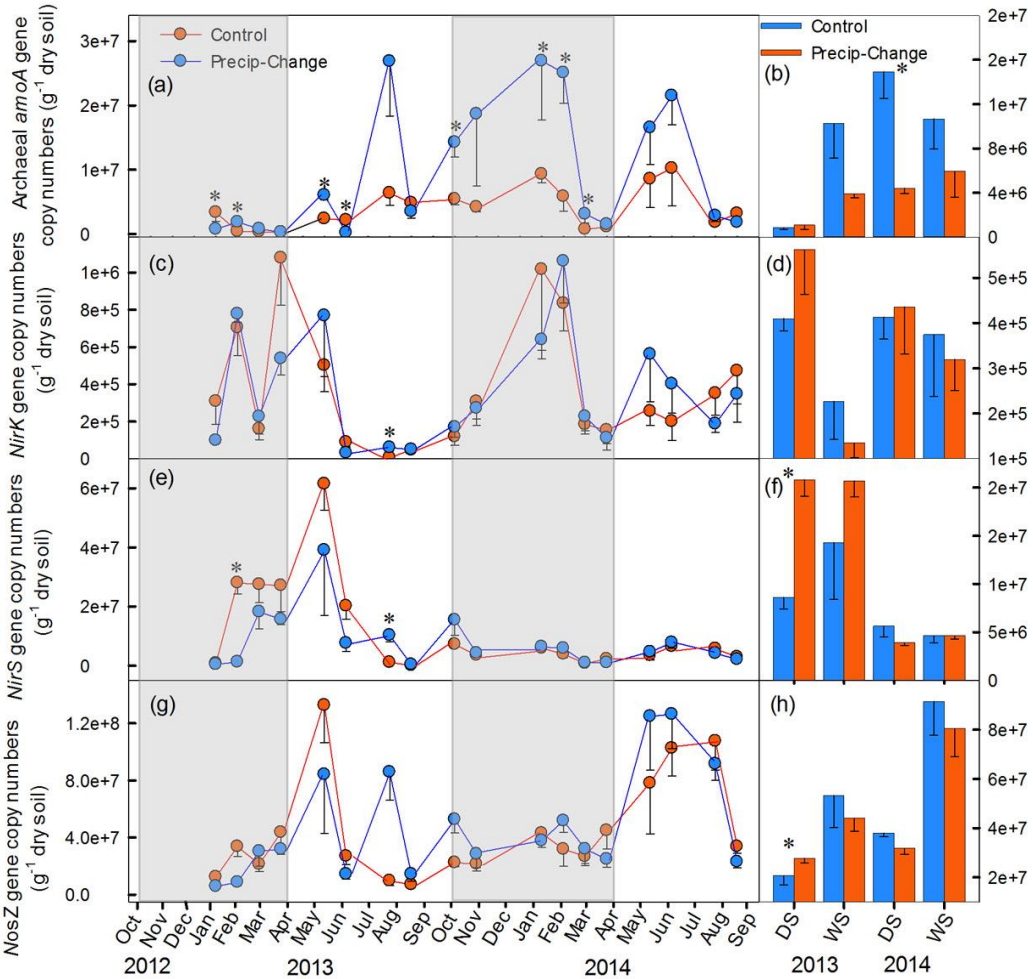 Control
Precip-Change
(a)
Archaeal amoA gene
copy numbers (g⁻¹ dry soil)
3e+7
2e+7
1e+7
0
* * * * * * * *
Control
Precip-Change
(b)
2e+7
2e+7
1e+7
8e+6
4e+6
0
*
(c)
NirK gene copy numbers
(g⁻¹ dry soil)
1e+6
8e+5
6e+5
4e+5
2e+5
0
*
(d)
5e+5
4e+5
3e+5
2e+5
1e+5
(e)
NirS gene copy numbers
(g⁻¹ dry soil)
6e+7
4e+7
2e+7
0
* *
(f)
*
2e+7
2e+7
1e+7
5e+6
0
(g)
NosZ gene copy numbers
(g⁻¹ dry soil)
1.2e+8
8.0e+7
4.0e+7
0.0
(h)
*
8e+7
6e+7
4e+7
2e+7
Oct Nov Dec Jan Feb Mar Apr May Jun Jul Aug Sep Oct Nov Jan Feb Mar Apr May Jun Jul Aug Sep
2012 2013 2014
DS WS DS WS
2013 2014